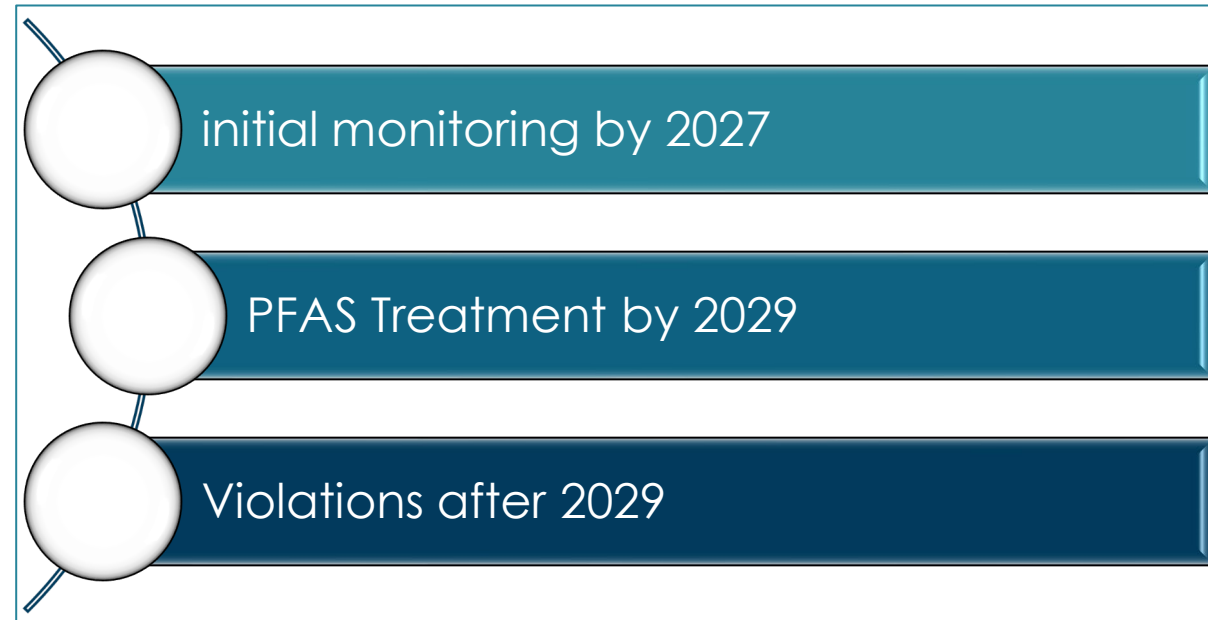 initial monitoring by 2027
PFAS Treatment by 2029
Violations after 2029